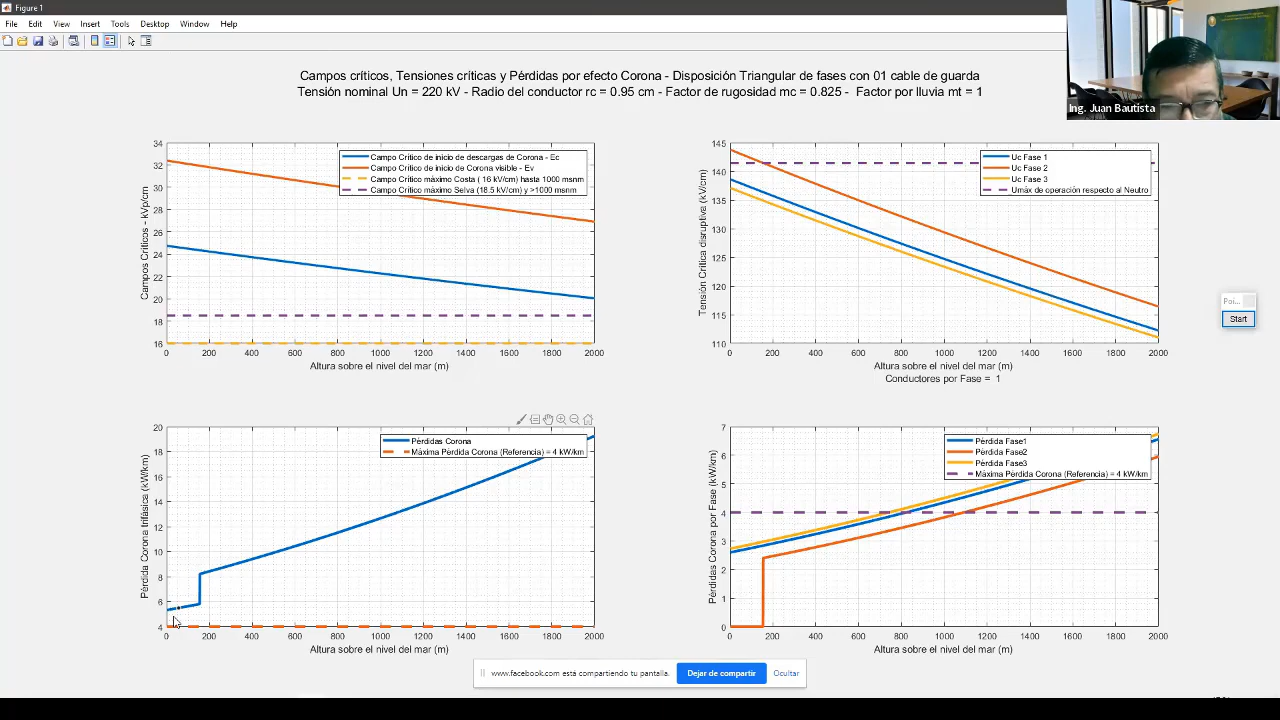 Figure 1
File Edit View Insert Tools Desktop Window Help
Ing. Juan Bautista
Campos críticos, Tensiones críticas y Pérdidas por efecto Corona - Disposición Triangular de fases con 01 cable de guarda
Tensión nominal Un = 220 kV - Radio del conductor rc = 0.95 cm - Factor de rugosidad mc = 0.825 - Factor por lluvia mt = 1
Campos Críticos - kVp/cm
34
32
30
28
26
24
22
20
18
16
Campo Crítico de inicio de descargas de Corona - Ec
Campo Crítico de inicio de Corona visible - Ev
Campo Crítico máximo Costa ( 16 kV/cm) hasta 1000 msnm
Campo Crítico máximo Selva (18.5 kV/cm) y >1000 msnm
0 200 400 600 800 1000 1200 1400 1600 1800 2000
Altura sobre el nivel del mar (m)
Tensión Crítica disruptiva (kV/cm)
145
140
135
130
125
120
115
110
Uc Fase 1
Uc Fase 2
Uc Fase 3
Umáx de operación respecto al Neutro
0 200 400 600 800 1000 1200 1400 1600 1800 2000
Altura sobre el nivel del mar (m)
Conductores por Fase = 1
Poi...
Start
Pérdida Corona trifásica (kW/km)
20
18
16
14
12
10
8
6
4
Pérdidas Corona
Máxima Pérdida Corona (Referencia) = 4 kW/km
0 200 400 600 800 1000 1200 1400 1600 1800 2000
Altura sobre el nivel del mar (m)
Pérdidas Corona por Fase (kW/km)
7
6
5
4
3
2
1
0
Pérdida Fase1
Pérdida Fase2
Pérdida Fase3
Máxima Pérdida Corona (Referencia) = 4 kW/km
0 200 400 600 800 1000 1200 1400 1600 1800 2000
Altura sobre el nivel del mar (m)
www.facebook.com está compartiendo tu pantalla.
Dejar de compartir
Ocultar